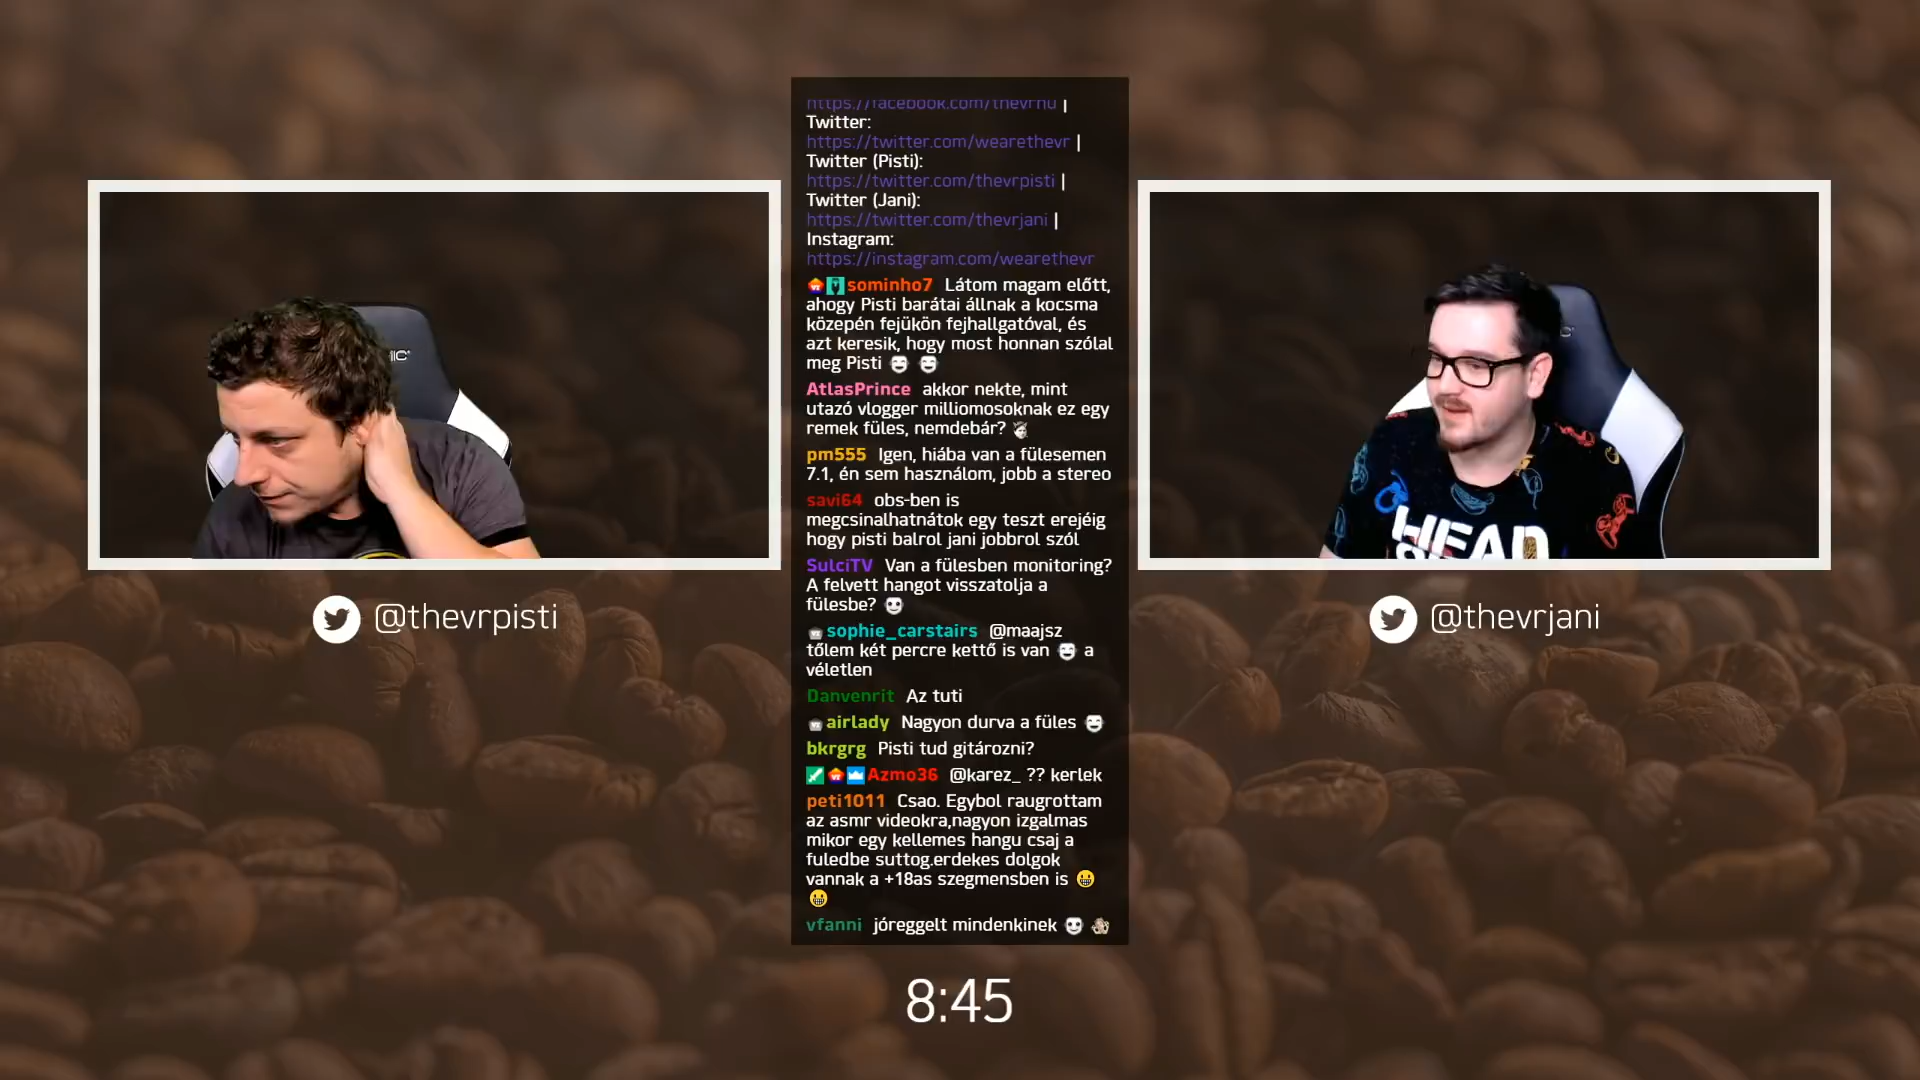 https://facebook.com/thevrhu |
Twitter:
https://twitter.com/wearethevr |
Twitter (Pisti):
https://twitter.com/thevrpisti |
Twitter (Jani):
https://twitter.com/thevrjani |
Instagram:
https://instagram.com/wearethevr
sominho7 Látom magam előtt,
ahogy Pisti barátai állnak a kocsma
közepén fejükön fejhallgatóval, és
azt keresik, hogy most honnan szólal
meg Pisti
AtlasPrince akkor nekte, mint
utazó vlogger milliomosoknak ez egy
remek füles, nemdebár?
pm555 Igen, hiába van a fülesemen
7.1, én sem használom, jobb a stereo
savi64 obs-ben is
megcsinalhatnátok egy teszt erejéig
hogy pisti balrol jani jobbrol szól
SulciTV Van a fülesben monitoring?
A felvett hangot visszatolja a
fülesbe?
sophie_carstairs @maajsz
tőlem két percre kettő is van a
véletlen
Danvenrit Az tuti
airlady Nagyon durva a füles
bkrgrg Pisti tud gitározni?
Azmo36 @karez_ ?? kerlek
peti1011 Csao. Egybol raugrottam
az asmr videokra,nagyon izgalmas
mikor egy kellemes hangu csaj a
fuledbe suttog.erdekes dolgok
vannak a +18as szegmensben is
vfanni jóreggelt mindenkinek
@thevrpisti
HEAD
@thevrjani
8:45